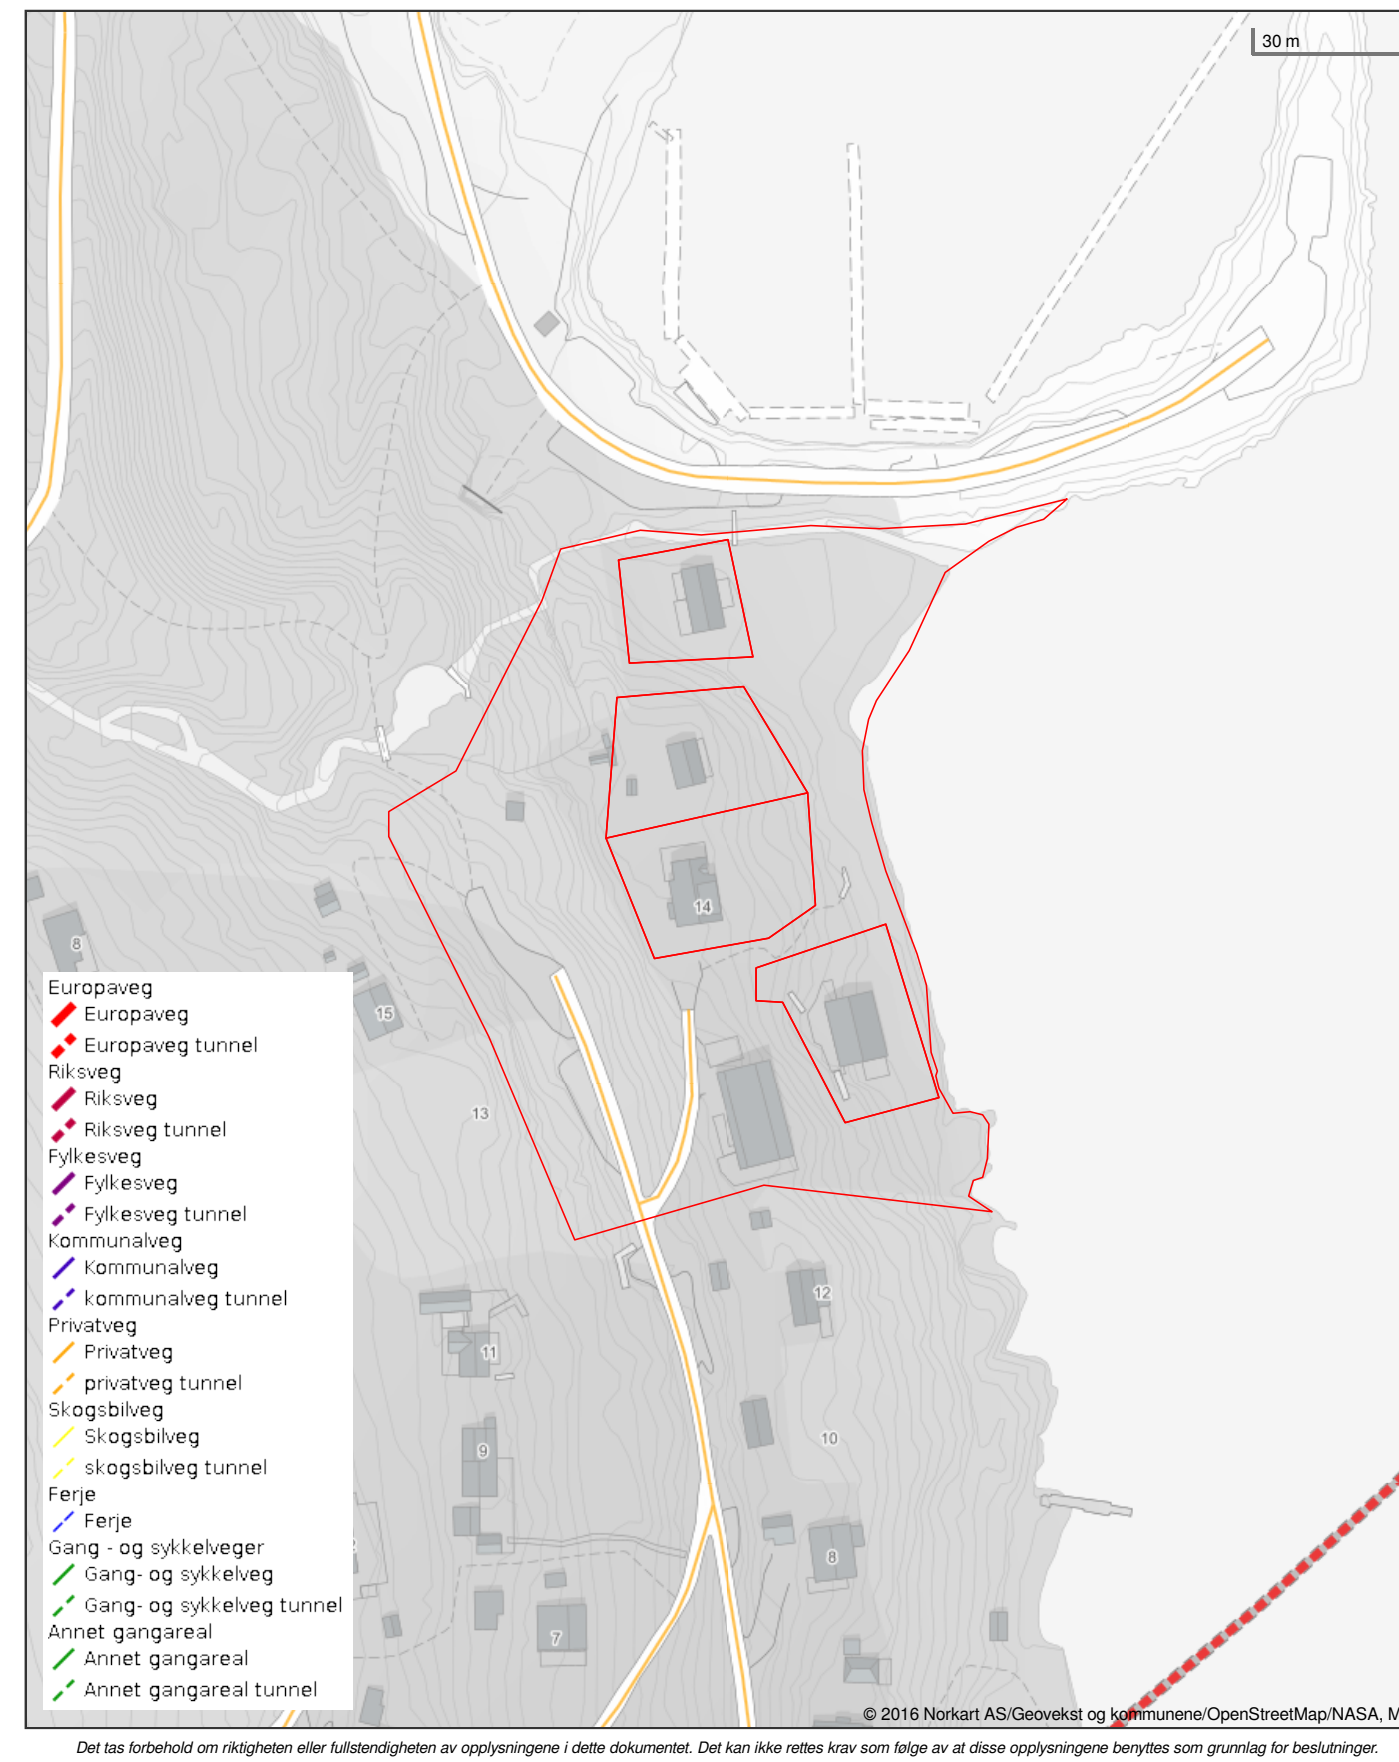 30 m
14
8
15
13
12
11
10
9
8
7
Europaveg
Europaveg
Europaveg tunnel
Riksveg
Riksveg
Riksveg tunnel
Fylkesveg
Fylkesveg
Fylkesveg tunnel
Kommunalveg
Kommunalveg
kommunalveg tunnel
Privatveg
Privatveg
privatveg tunnel
Skogsbilveg
Skogsbilveg
skogsbilveg tunnel
Ferje
Ferje
Gang - og sykkelveger
Gang- og sykkelveg
Gang- og sykkelveg tunnel
Annet gangareal
Annet gangareal
Annet gangareal tunnel
© 2016 Norkart AS/Geovekst og kommunene/OpenStreetMap/NASA, M
Det tas forbehold om riktigheten eller fullstendigheten av opplysningene i dette dokumentet. Det kan ikke rettes krav som følge av at disse opplysningene benyttes som grunnlag for beslutninger.